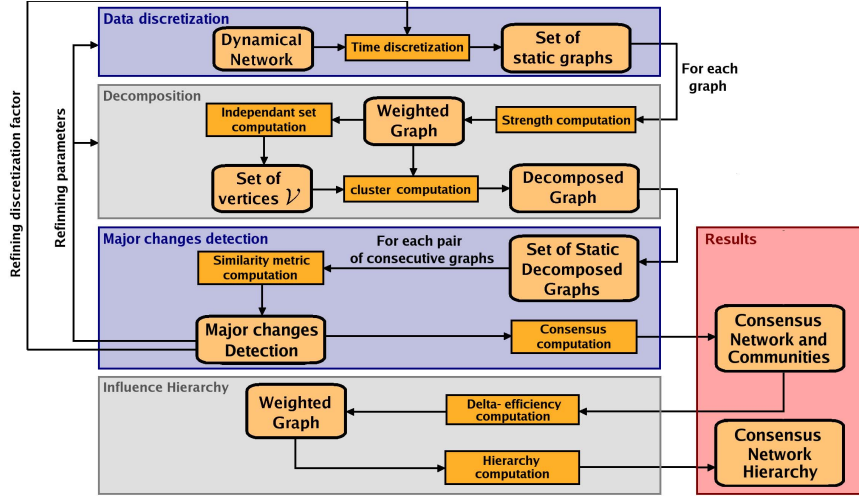 Data discretization
Dynamical
Network
Time discretization
Set of
static graphs
For each
graph
Decomposition
Independant set
computation
Weighted
Graph
Strength computation
Set of
vertices 𝒱
cluster computation
Decomposed
Graph
Refining discretization factor
Refinning parameters
Major changes detection
For each pair
of consecutive graphs
Similarity metric
computation
Set of Static
Decomposed
Graphs
Major changes
Detection
Consensus
computation
Results
Consensus
Network and
Communities
Influence Hierarchy
Weighted
Graph
Delta- efficiency
computation
Hierarchy
computation
Consensus
Network
Hierarchy